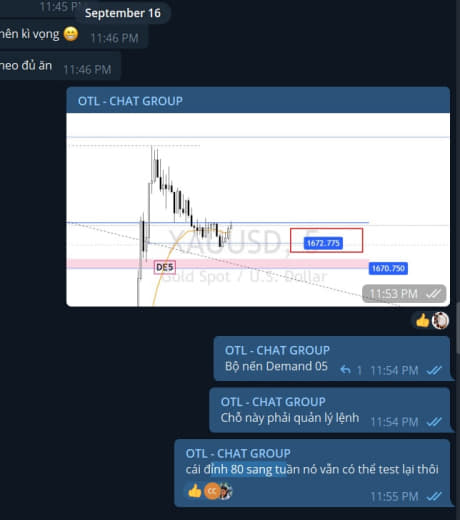 11:45 PM
September 16
nên kì vọng 😁 11:46 PM
heo đủ ăn 11:46 PM
OTL - CHAT GROUP
XAUUSD, 5
1672.775
DE5
1670.750
Gold Spot / U.S. Dollar
11:53 PM
OTL - CHAT GROUP
Bộ nến Demand 05 1 11:54 PM
OTL - CHAT GROUP
Chỗ này phải quản lý lệnh 11:54 PM
OTL - CHAT GROUP
cái đỉnh 80 sang tuần nó vẫn có thể test lại thôi
CC
11:55 PM